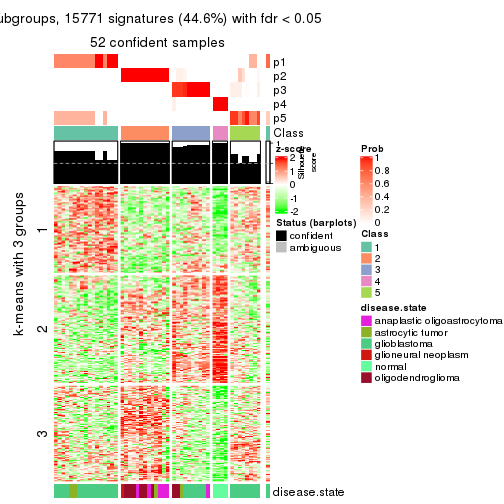 ubgroups, 15771 signatures (44.6%) with fdr < 0.05
52 confident samples
p1
p2
p3
p4
p5
Class
1
Silhouette score
z-score
2
1
0
-1
-2
Status (barplots)
confident
ambiguous
Prob
1
0.8
0.6
0.4
0.2
0
Class
1
2
3
4
5
disease.state
anaplastic oligoastrocytoma
astrocytic tumor
glioblastoma
glioneural neoplasm
normal
oligodendroglioma
k-means with 3 groups
1
2
3
disease.state